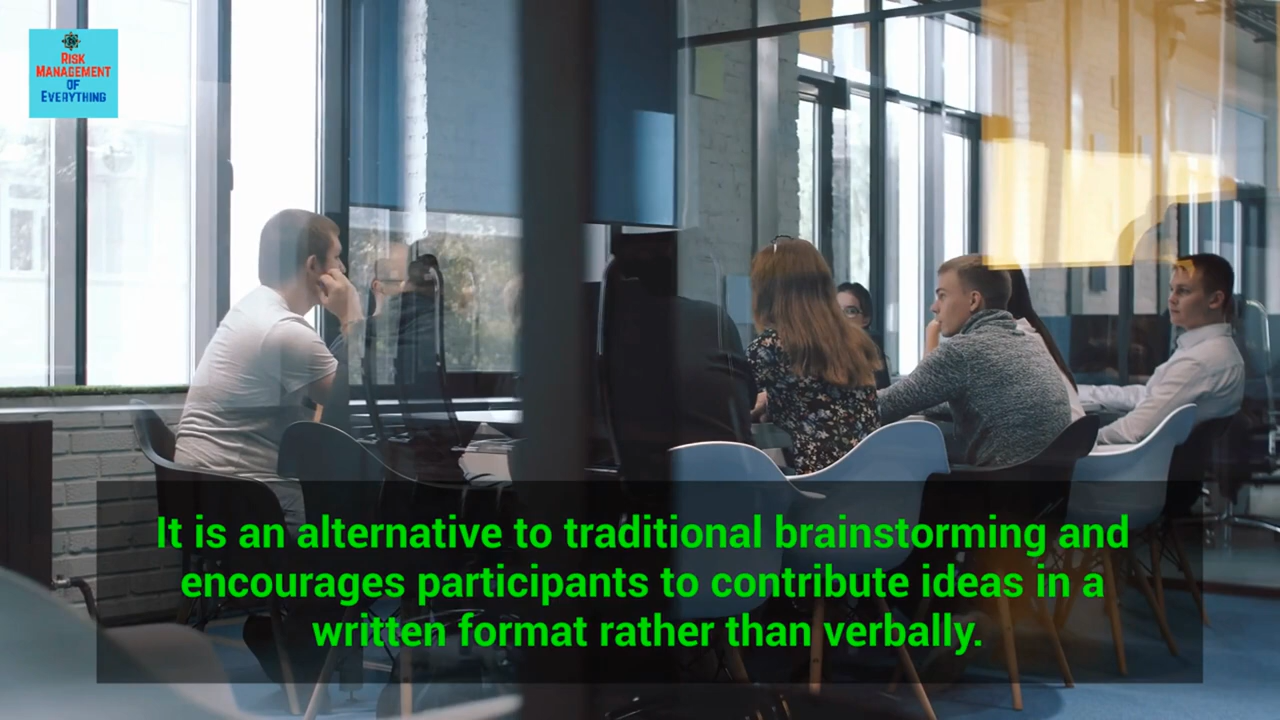 RISK
MANAGEMENT
OF
EVERYTHING
It is an alternative to traditional brainstorming and
encourages participants to contribute ideas in a
written format rather than verbally.